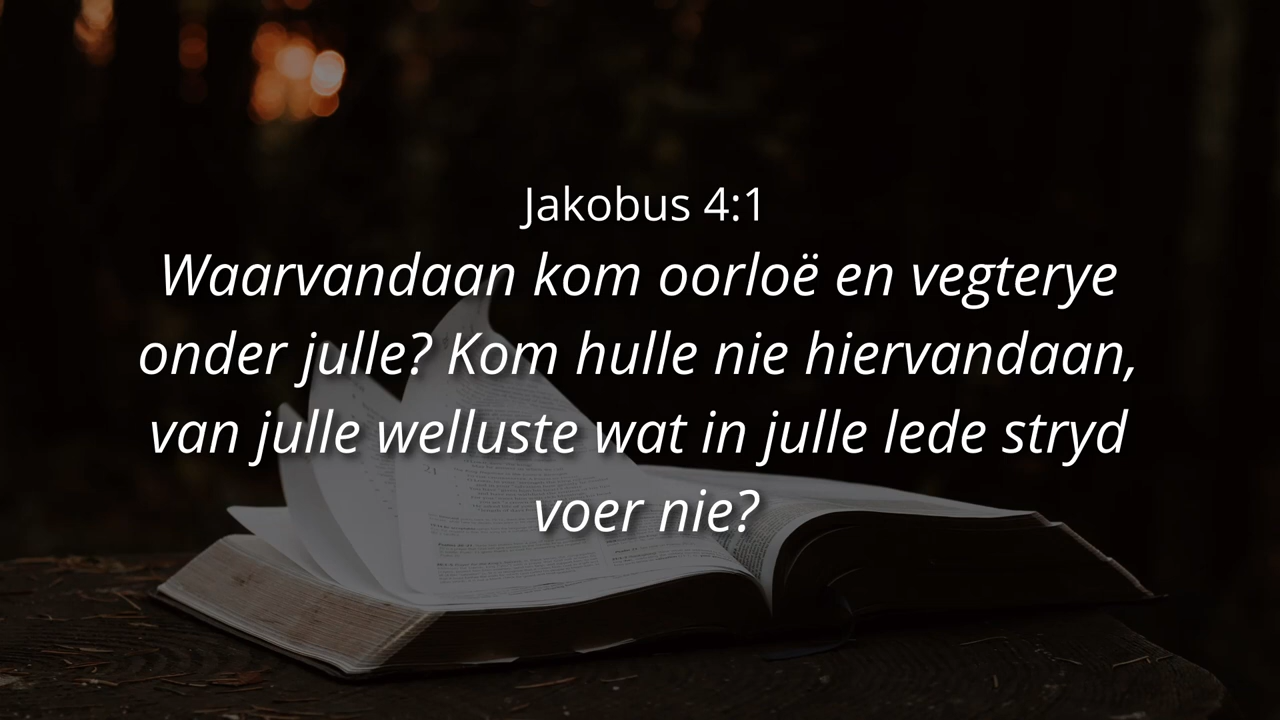 Jakobus 4:1
Waarvandaan kom oorloë en vegterye
onder julle? Kom hulle nie hiervandaan,
van julle welluste wat in julle lede stryd
voer nie?